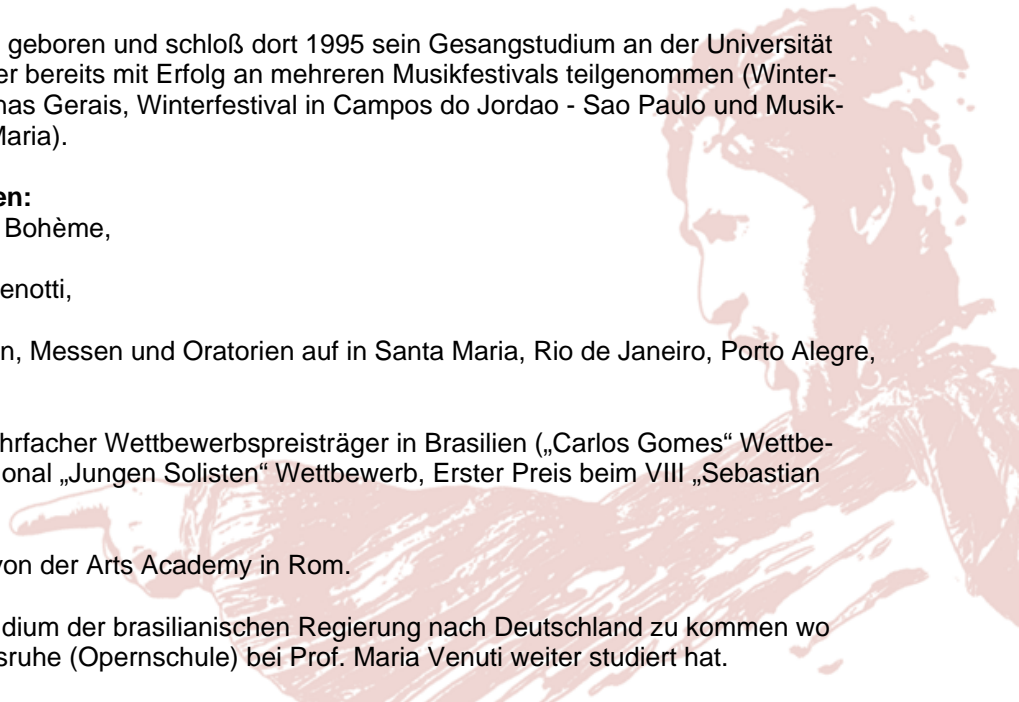 geboren und schloß dort 1995 sein Gesangstudium an der Universität
er bereits mit Erfolg an mehreren Musikfestivals teilgenommen (Winter-
nas Gerais, Winterfestival in Campos do Jordao - Sao Paulo und Musik-
Maria).
en:
Bohème,
enotti,
n, Messen und Oratorien auf in Santa Maria, Rio de Janeiro, Porto Alegre,
hrfacher Wettbewerbspreisträger in Brasilien („Carlos Gomes“ Wettbe-
onal „Jungen Solisten“ Wettbewerb, Erster Preis beim VIII „Sebastian
von der Arts Academy in Rom.
dium der brasilianischen Regierung nach Deutschland zu kommen wo
sruhe (Opernschule) bei Prof. Maria Venuti weiter studiert hat.